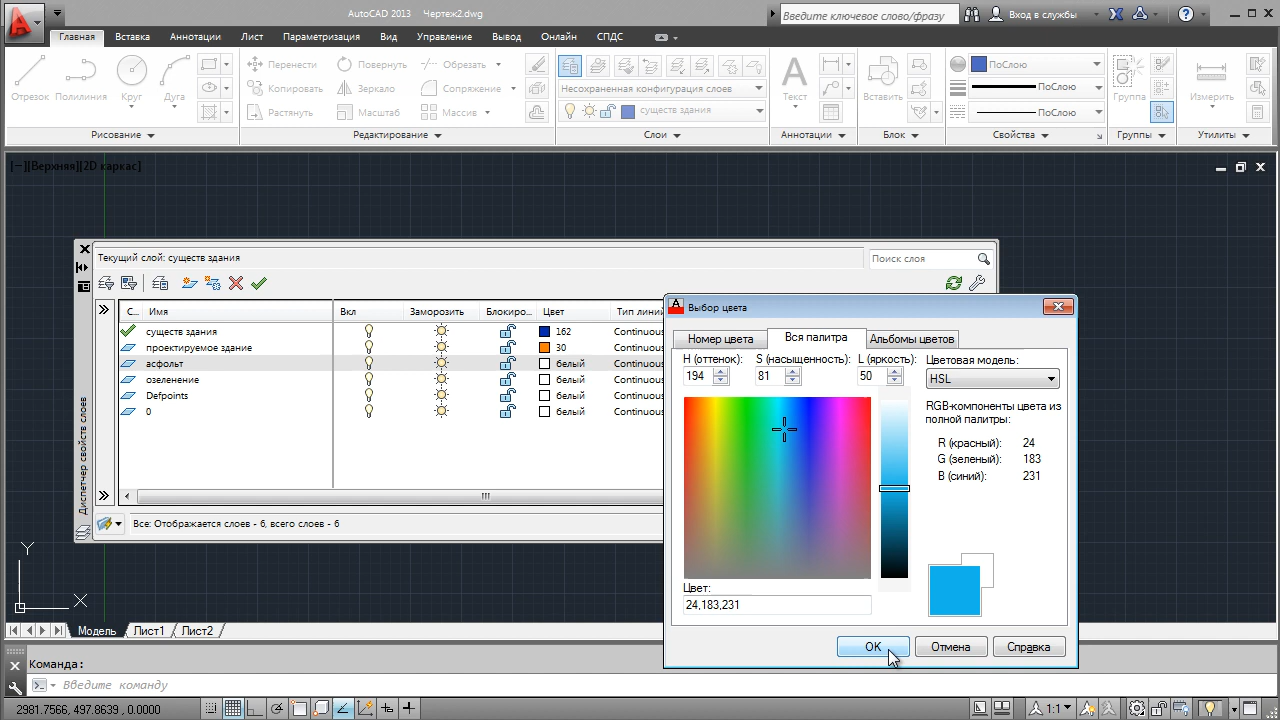 AutoCAD 2013 Чертеж2.dwg
Введите ключевое слово/фразу
Вход в службы
Главная Вставка Аннотации Лист Параметризация Вид Управление Вывод Онлайн СПДС
Отрезок Полилиния Круг Дуга
Перенести Повернуть Обрезать
Копировать Зеркало Сопряжение
Растянуть Масштаб Массив
Несохраненная конфигурация слоев
существ здания
Текст
Вставить
ПоСлою
ПоСлою
ПоСлою
Группа
Измерить
Рисование Редактирование Слои Аннотации Блок Свойства Группы Утилиты
[−][Верхняя][2D каркас]
Текущий слой: существ здания
Поиск слоя
С.. Имя Вкл Заморозить Блокиро... Цвет Тип лини
существ здания 162 Continuous
проектируемое здание 30 Continuous
асфольт белый Continuous
озеленение белый Continuous
Defpoints белый Continuous
0 белый Continuous
Все: Отображается слоев - 6, всего слоев - 6
Диспетчер свойств слоев
Выбор цвета
Номер цвета Вся палитра Альбомы цветов
H (оттенок): S (насыщенность): L (яркость): Цветовая модель:
194 81 50 HSL
RGB-компоненты цвета из
полной палитры:
R (красный): 24
G (зеленый): 183
B (синий): 231
Цвет:
24,183,231
OK Отмена Справка
Y
X
Модель Лист1 Лист2
Команда:
Введите команду
2981.7566, 497.8639, 0.0000
1:1